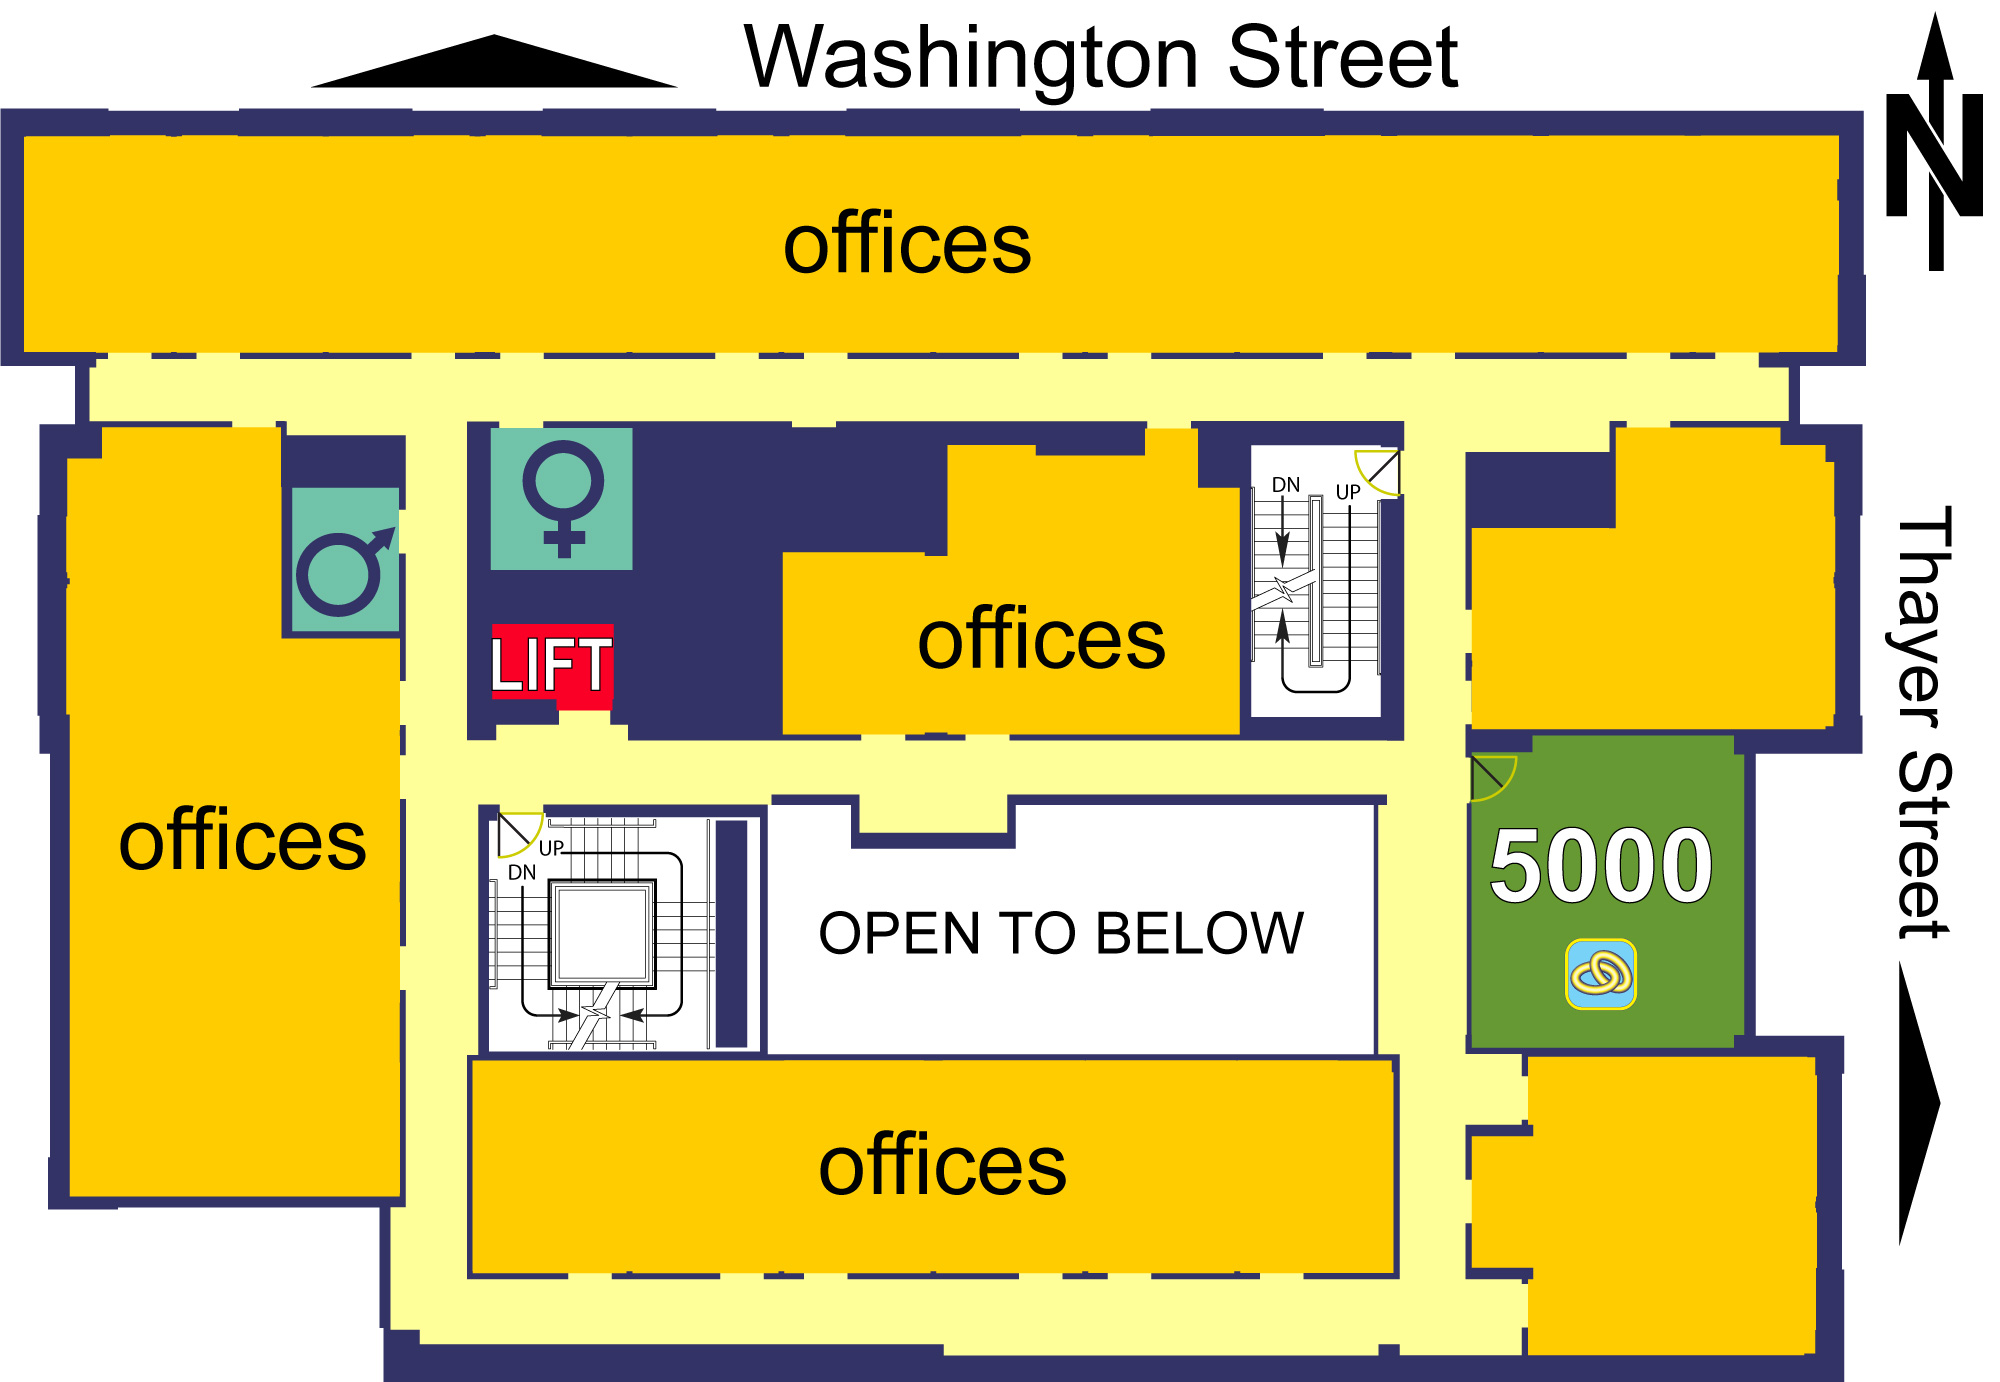 Washington Street
N
offices
DN
UP
LIFT
offices
Thayer Street
offices
UP
DN
5000
OPEN TO BELOW
offices